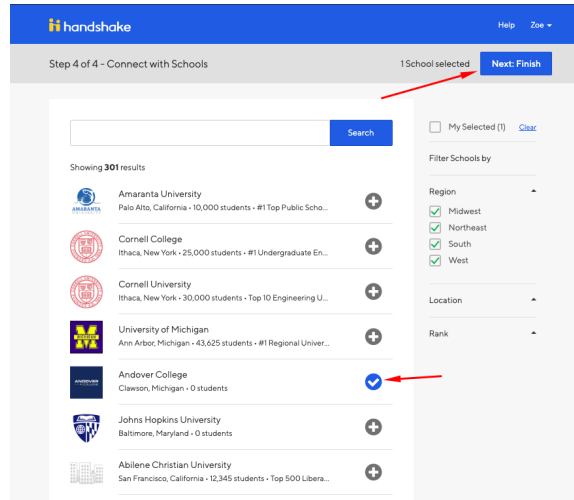 handshake
Help Zoe
Step 4 of 4 - Connect with Schools 1 School selected Next: Finish
Search
My Selected (1) Clear
Filter Schools by
Showing 301 results
Region
Midwest
Northeast
South
West
Location
Rank
AMARANTA
UNIVERSITY
Amaranta University
Palo Alto, California • 10,000 students • #1 Top Public Scho...
Cornell College
Ithaca, New York • 25,000 students • #1 Undergraduate En...
Cornell University
Ithaca, New York • 30,000 students • Top 10 Engineering U...
MICHIGAN
University of Michigan
Ann Arbor, Michigan • 43,625 students • #1 Regional Univer...
ANDOVER
COLLEGE
Andover College
Clawson, Michigan • 0 students
Johns Hopkins University
Baltimore, Maryland • 0 students
Abilene Christian University
San Francisco, California • 12,345 students • Top 500 Libera...